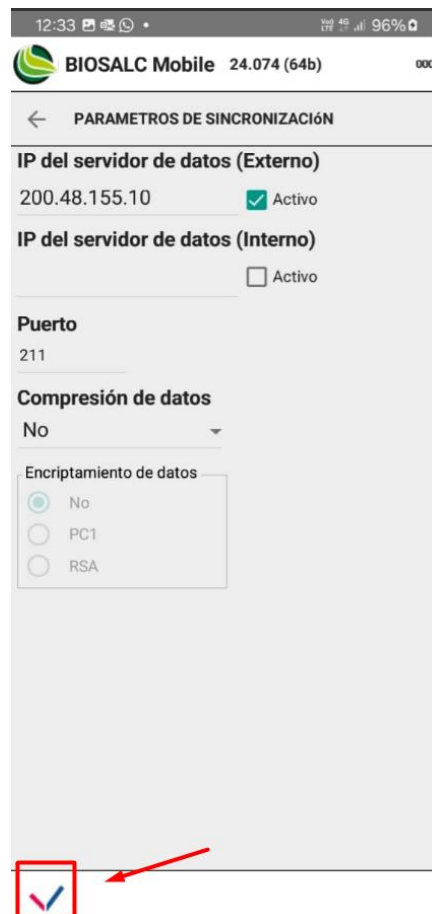 12:33
4G 96%
BIOSALC Mobile 24.074 (64b) 000
PARAMETROS DE SINCRONIZACIóN
IP del servidor de datos (Externo)
200.48.155.10 Activo
IP del servidor de datos (Interno)
Activo
Puerto
211
Compresión de datos
No
Encriptamiento de datos
No
PC1
RSA